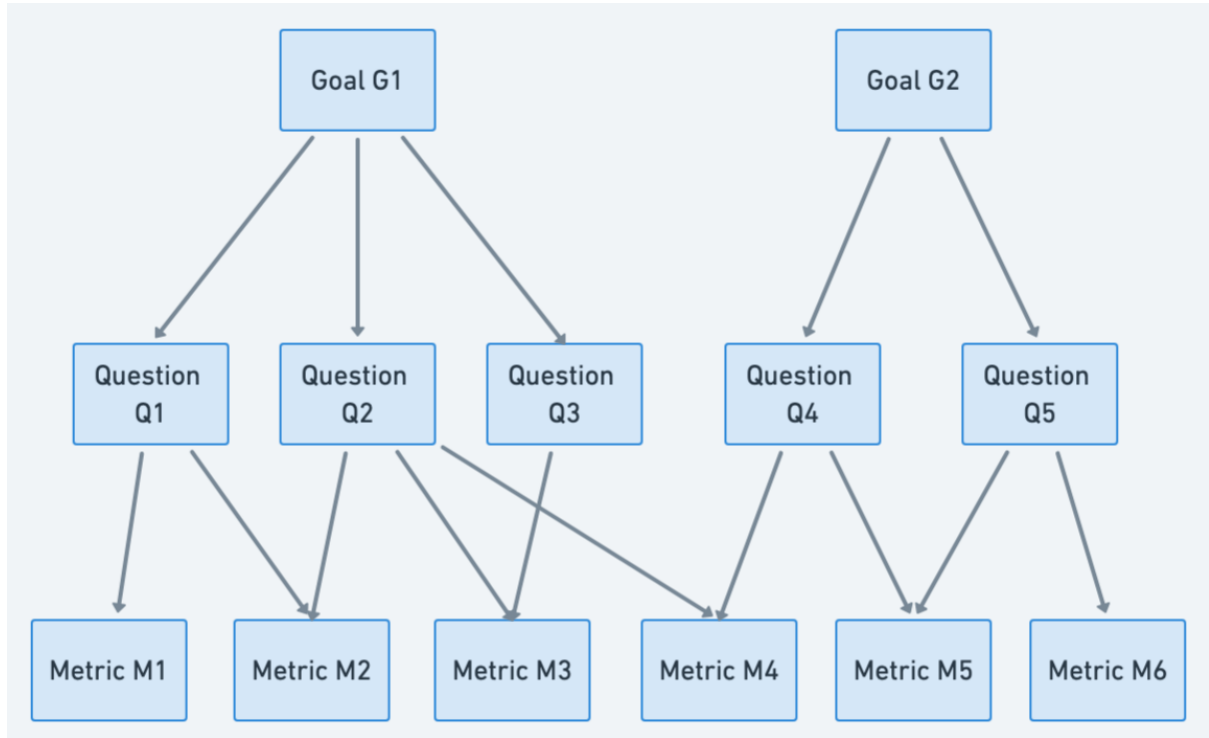 Goal G1
Goal G2
Question
Q1
Question
Q2
Question
Q3
Question
Q4
Question
Q5
Metric M1
Metric M2
Metric M3
Metric M4
Metric M5
Metric M6